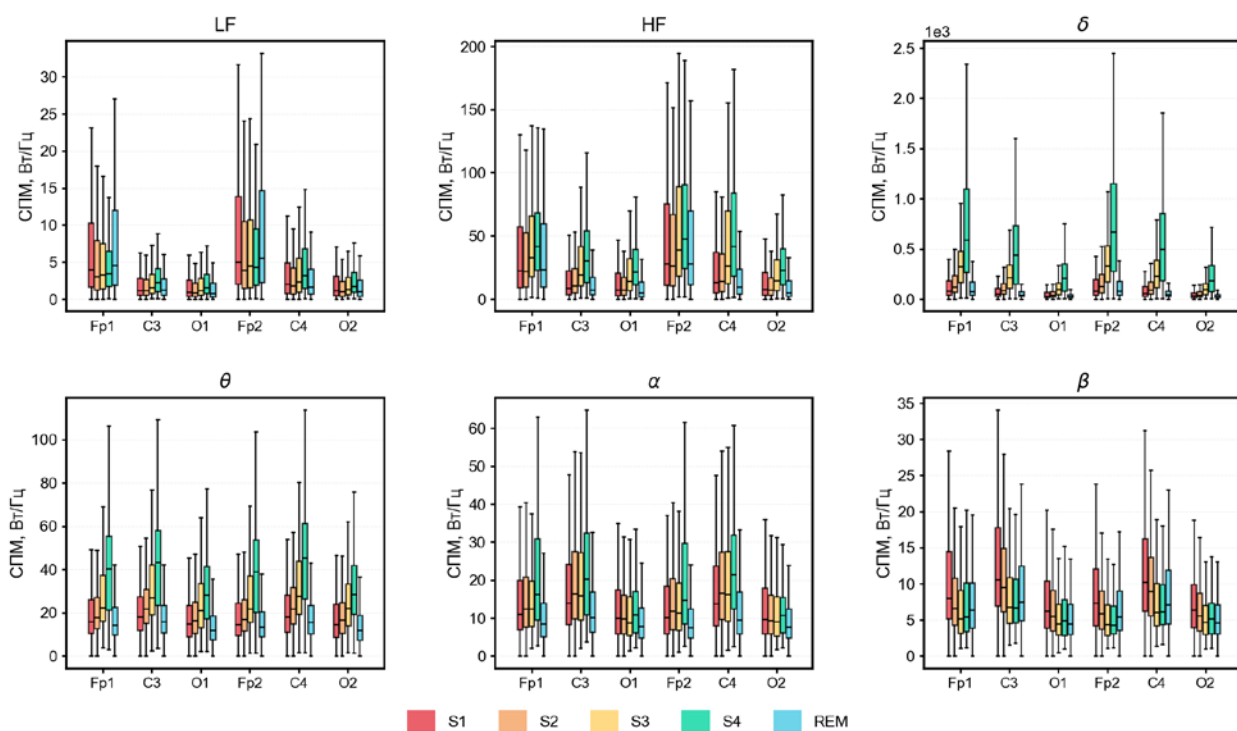 LF
HF
δ
1e3
СПМ, Вт/Гц
30
25
20
15
10
5
0
Fp1 C3 O1 Fp2 C4 O2
СПМ, Вт/Гц
200
150
100
50
0
Fp1 C3 O1 Fp2 C4 O2
СПМ, Вт/Гц
2.5
2.0
1.5
1.0
0.5
0.0
Fp1 C3 O1 Fp2 C4 O2
θ
α
β
СПМ, Вт/Гц
100
80
60
40
20
0
Fp1 C3 O1 Fp2 C4 O2
СПМ, Вт/Гц
60
50
40
30
20
10
0
Fp1 C3 O1 Fp2 C4 O2
СПМ, Вт/Гц
35
30
25
20
15
10
5
0
Fp1 C3 O1 Fp2 C4 O2
S1 S2 S3 S4 REM